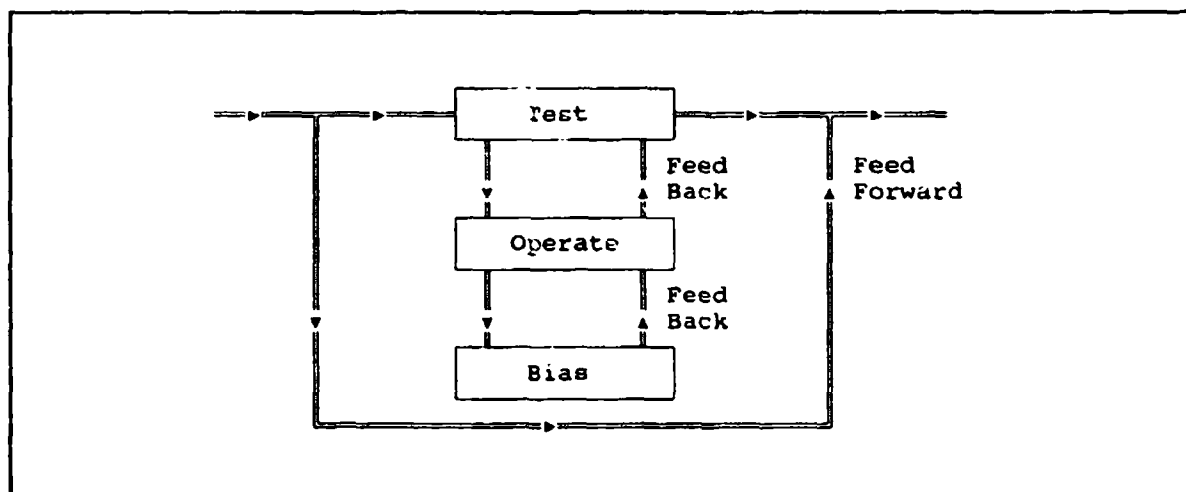 Test
Feed
Back
Feed
Forward
Operate
Feed
Back
Bias